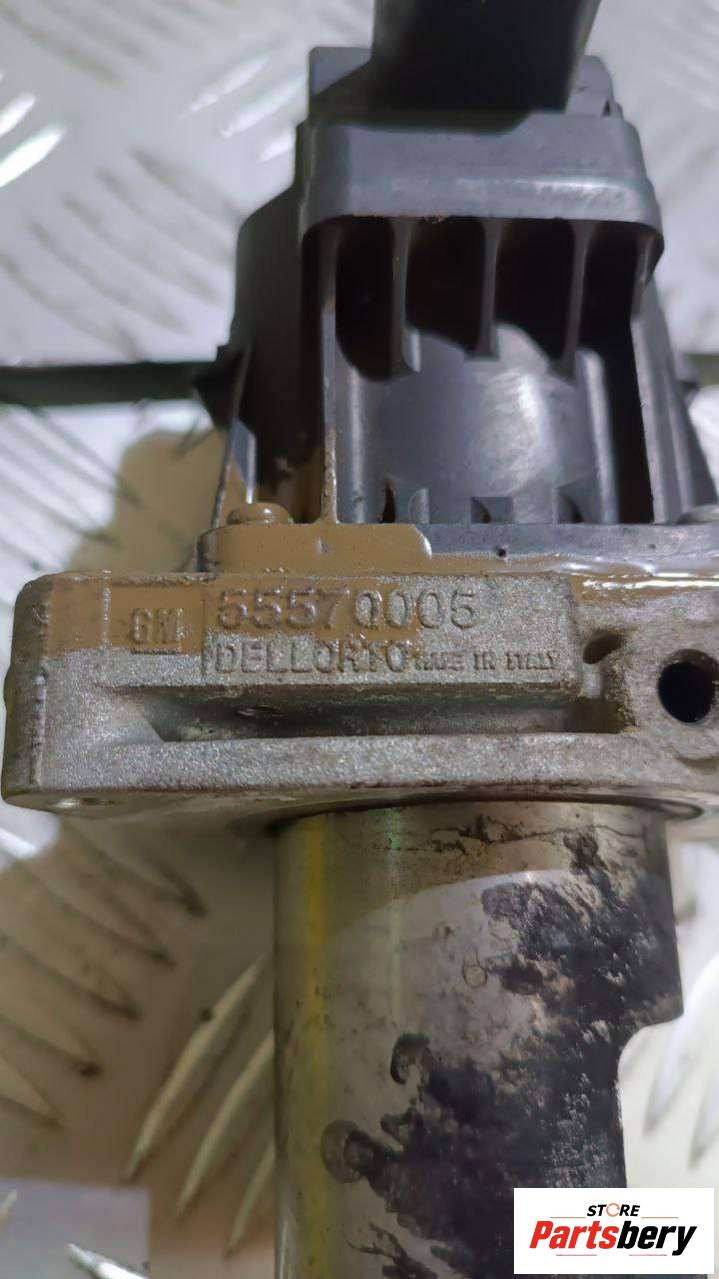 GM 55570005
DELLORTO MADE IN ITALY
STORE
Partsbery